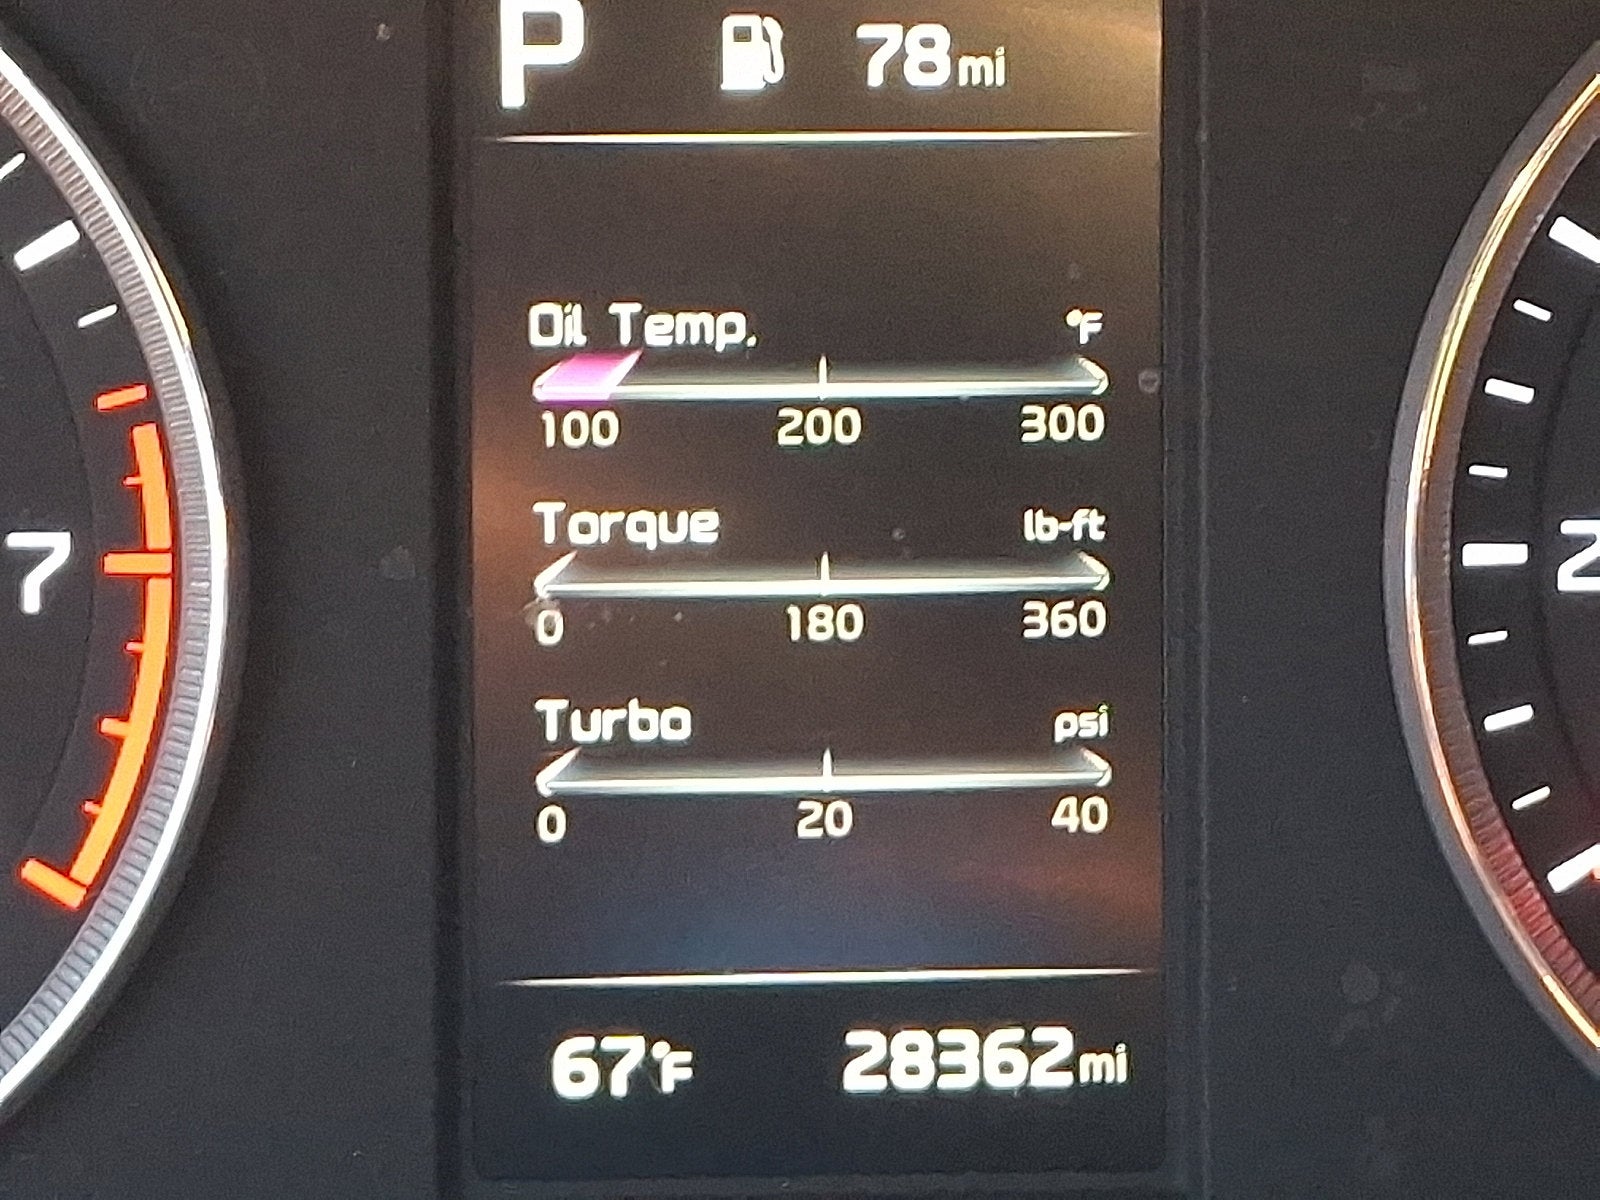 P 78mi
Oil Temp. °F
100 200 300
Torque lb-ft
0 180 360
7
2
Turbo psi
0 20 40
67°F 28362mi